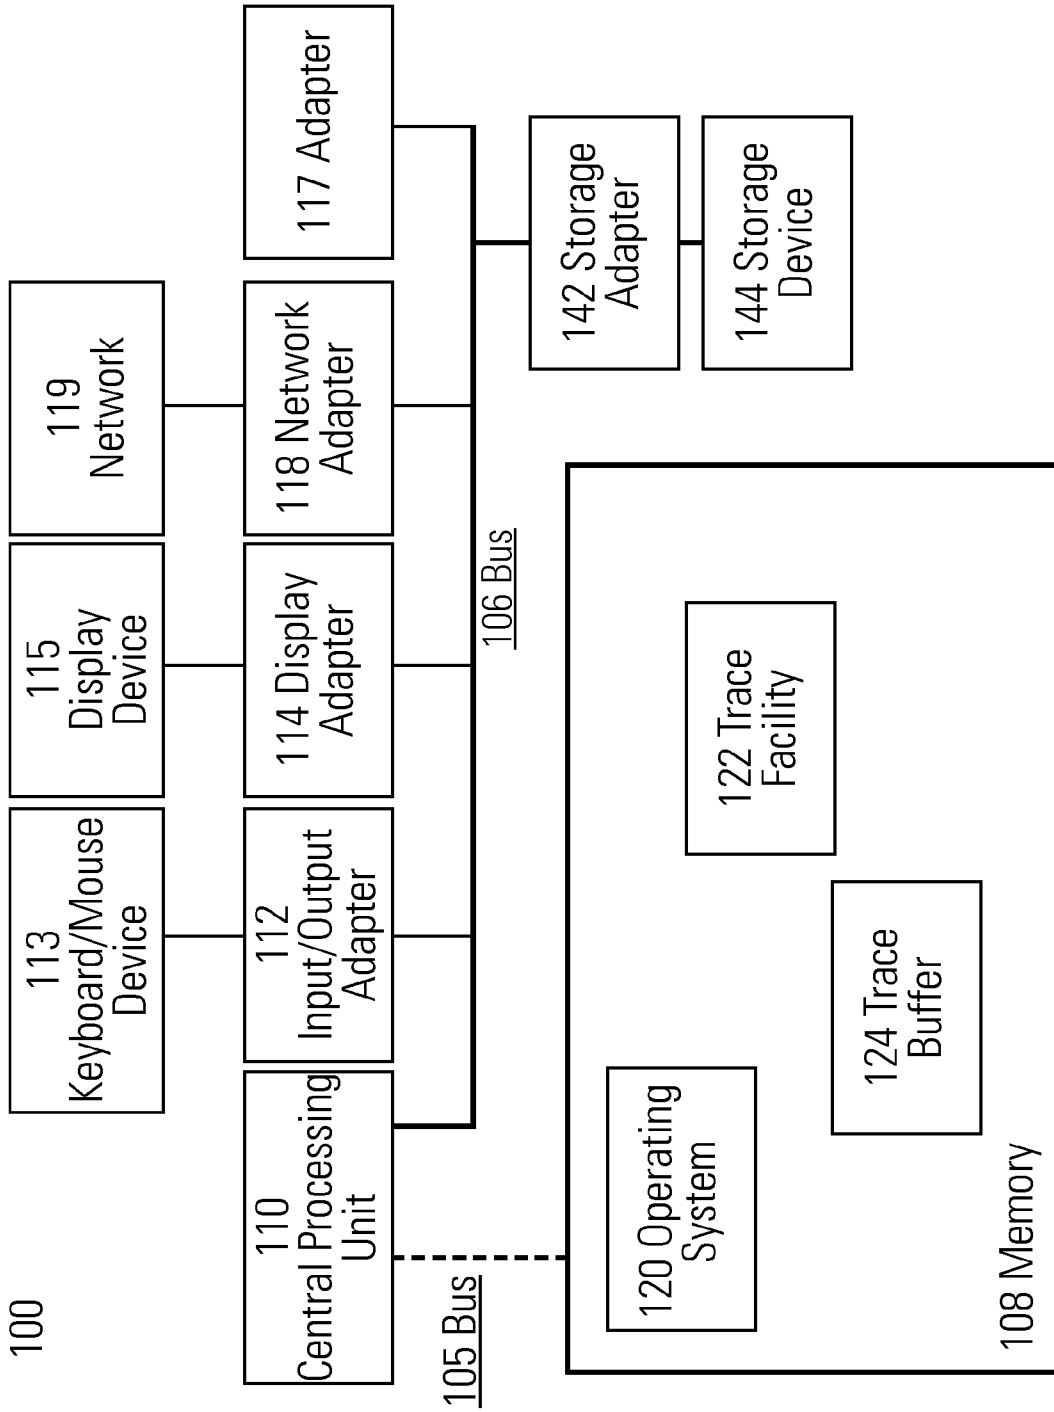 100
113
Keyboard/Mouse
Device
115
Display
Device
119
Network
110
Central Processing
Unit
112
Input/Output
Adapter
114 Display
Adapter
118 Network
Adapter
117 Adapter
105 Bus
106 Bus
142 Storage
Adapter
144 Storage
Device
120 Operating
System
122 Trace
Facility
124 Trace
Buffer
108 Memory